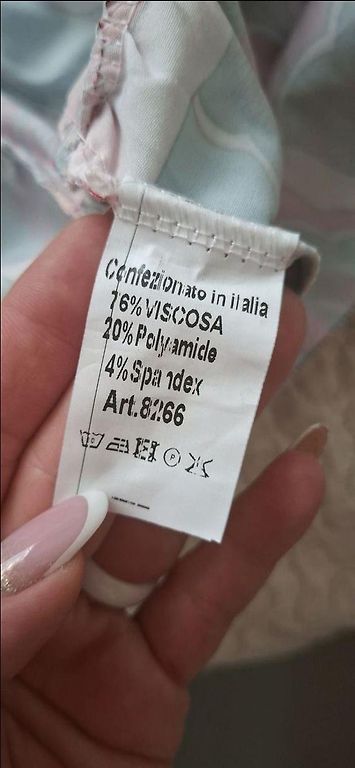 Confezionato in italia
76% VISCOSA
20% Polyamide
4% Spandex
Art.8266
P